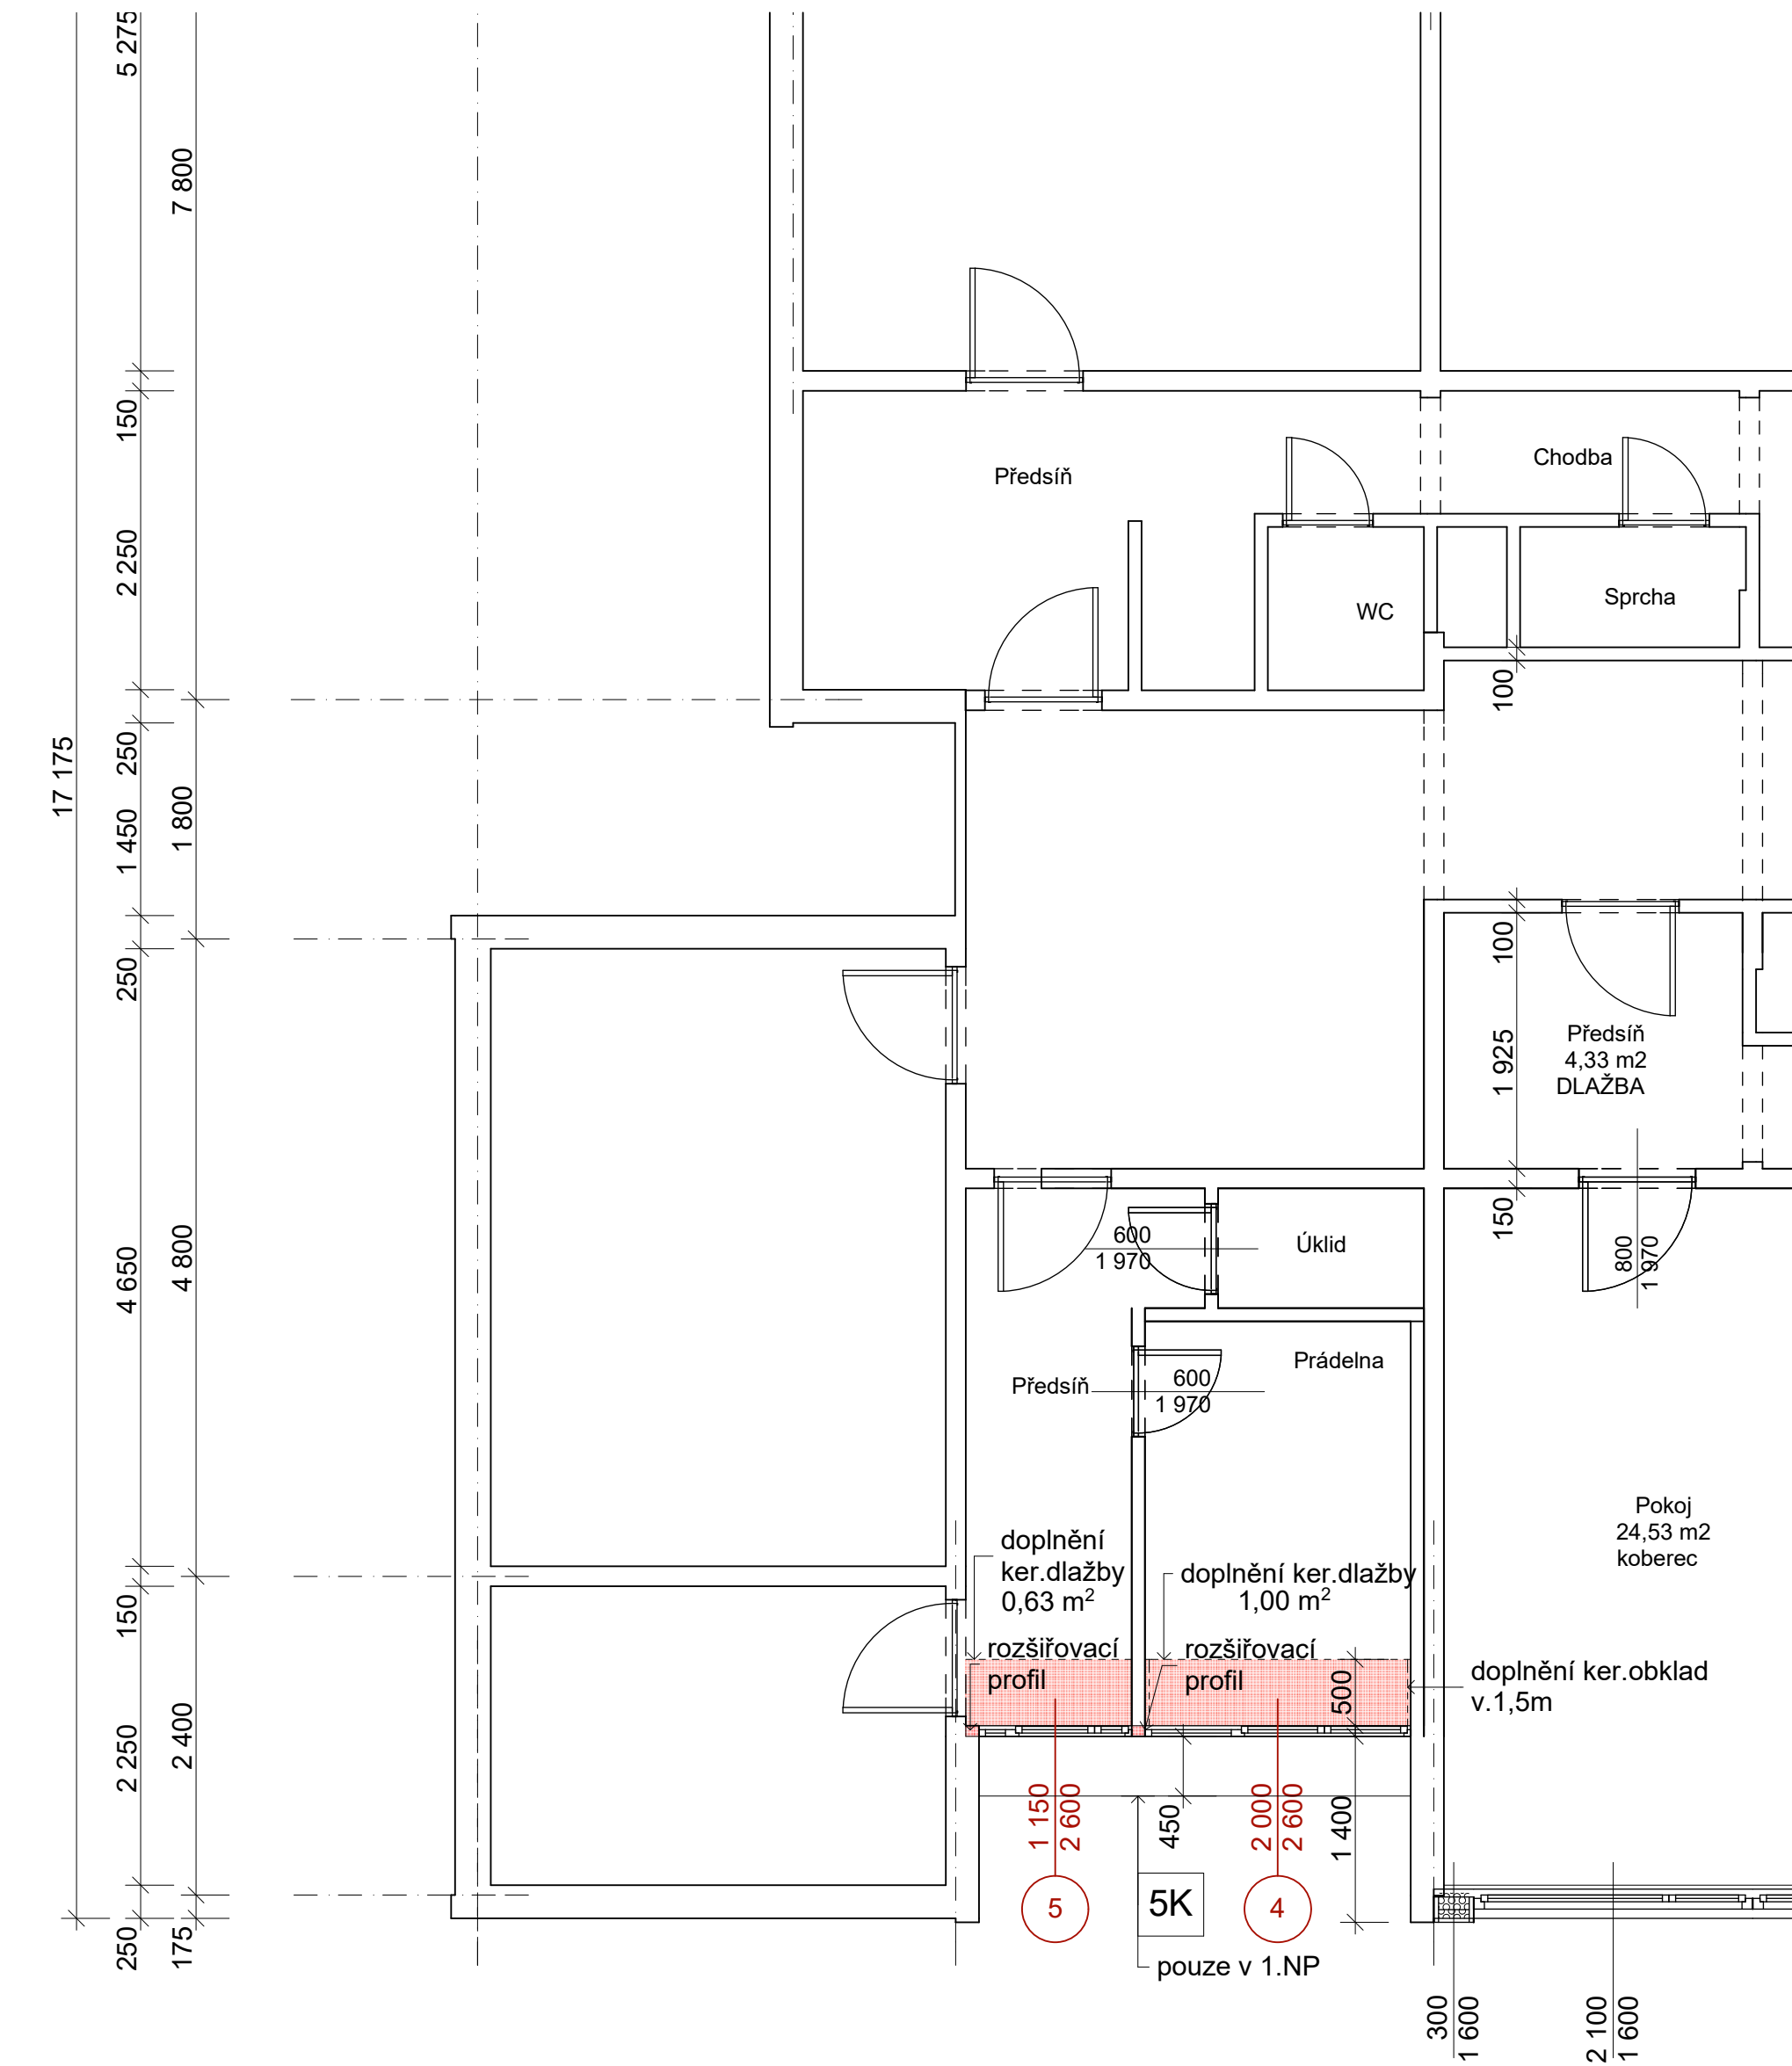 5 275
7 800
150
2 250
17 175
250
1 450
1 800
250
4 650
4 800
150
2 250
2 400
250
175
Předsíň
Chodba
WC
Sprcha
100
100
1 925
150
Předsíň
4,33 m2
DLAŽBA
800
1 970
600
1 970
Úklid
Prádelna
Předsíň
600
1 970
Pokoj
24,53 m2
koberec
doplnění
ker.dlažby
0,63 m²
doplnění ker.dlažby
1,00 m²
rozšiřovací
profil
rozšiřovací
profil
500
doplnění ker.obklad
v.1,5m
1 150
2 600
450
2 000
2 600
1 400
5
5K
4
pouze v 1.NP
300
1 600
2 100
1 600